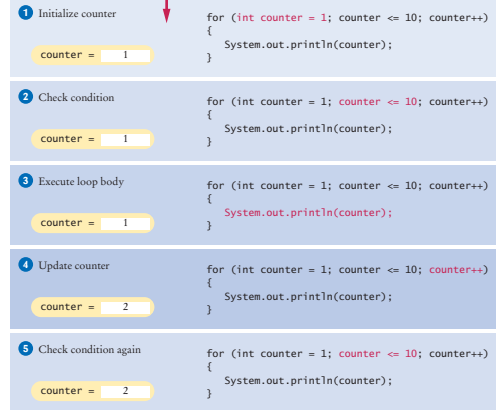 1 Initialize counter
counter = 1
for (int counter = 1; counter <= 10; counter++)
{
System.out.println(counter);
}
2 Check condition
counter = 1
for (int counter = 1; counter <= 10; counter++)
{
System.out.println(counter);
}
3 Execute loop body
counter = 1
for (int counter = 1; counter <= 10; counter++)
{
System.out.println(counter);
}
4 Update counter
counter = 2
for (int counter = 1; counter <= 10; counter++)
{
System.out.println(counter);
}
5 Check condition again
counter = 2
for (int counter = 1; counter <= 10; counter++)
{
System.out.println(counter);
}